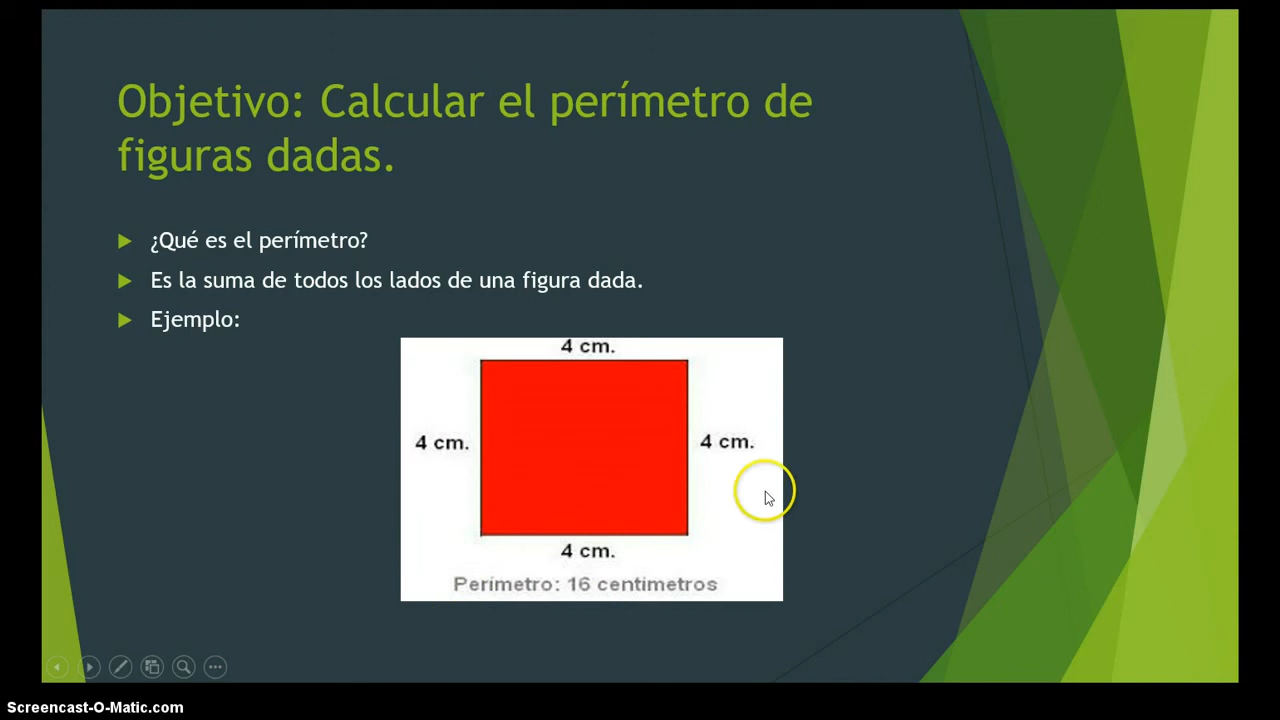 Objetivo: Calcular el perímetro de
figuras dadas.
¿Qué es el perímetro?
Es la suma de todos los lados de una figura dada.
Ejemplo:
4 cm.
4 cm.
4 cm.
4 cm.
Perímetro: 16 centimetros
Screencast-O-Matic.com